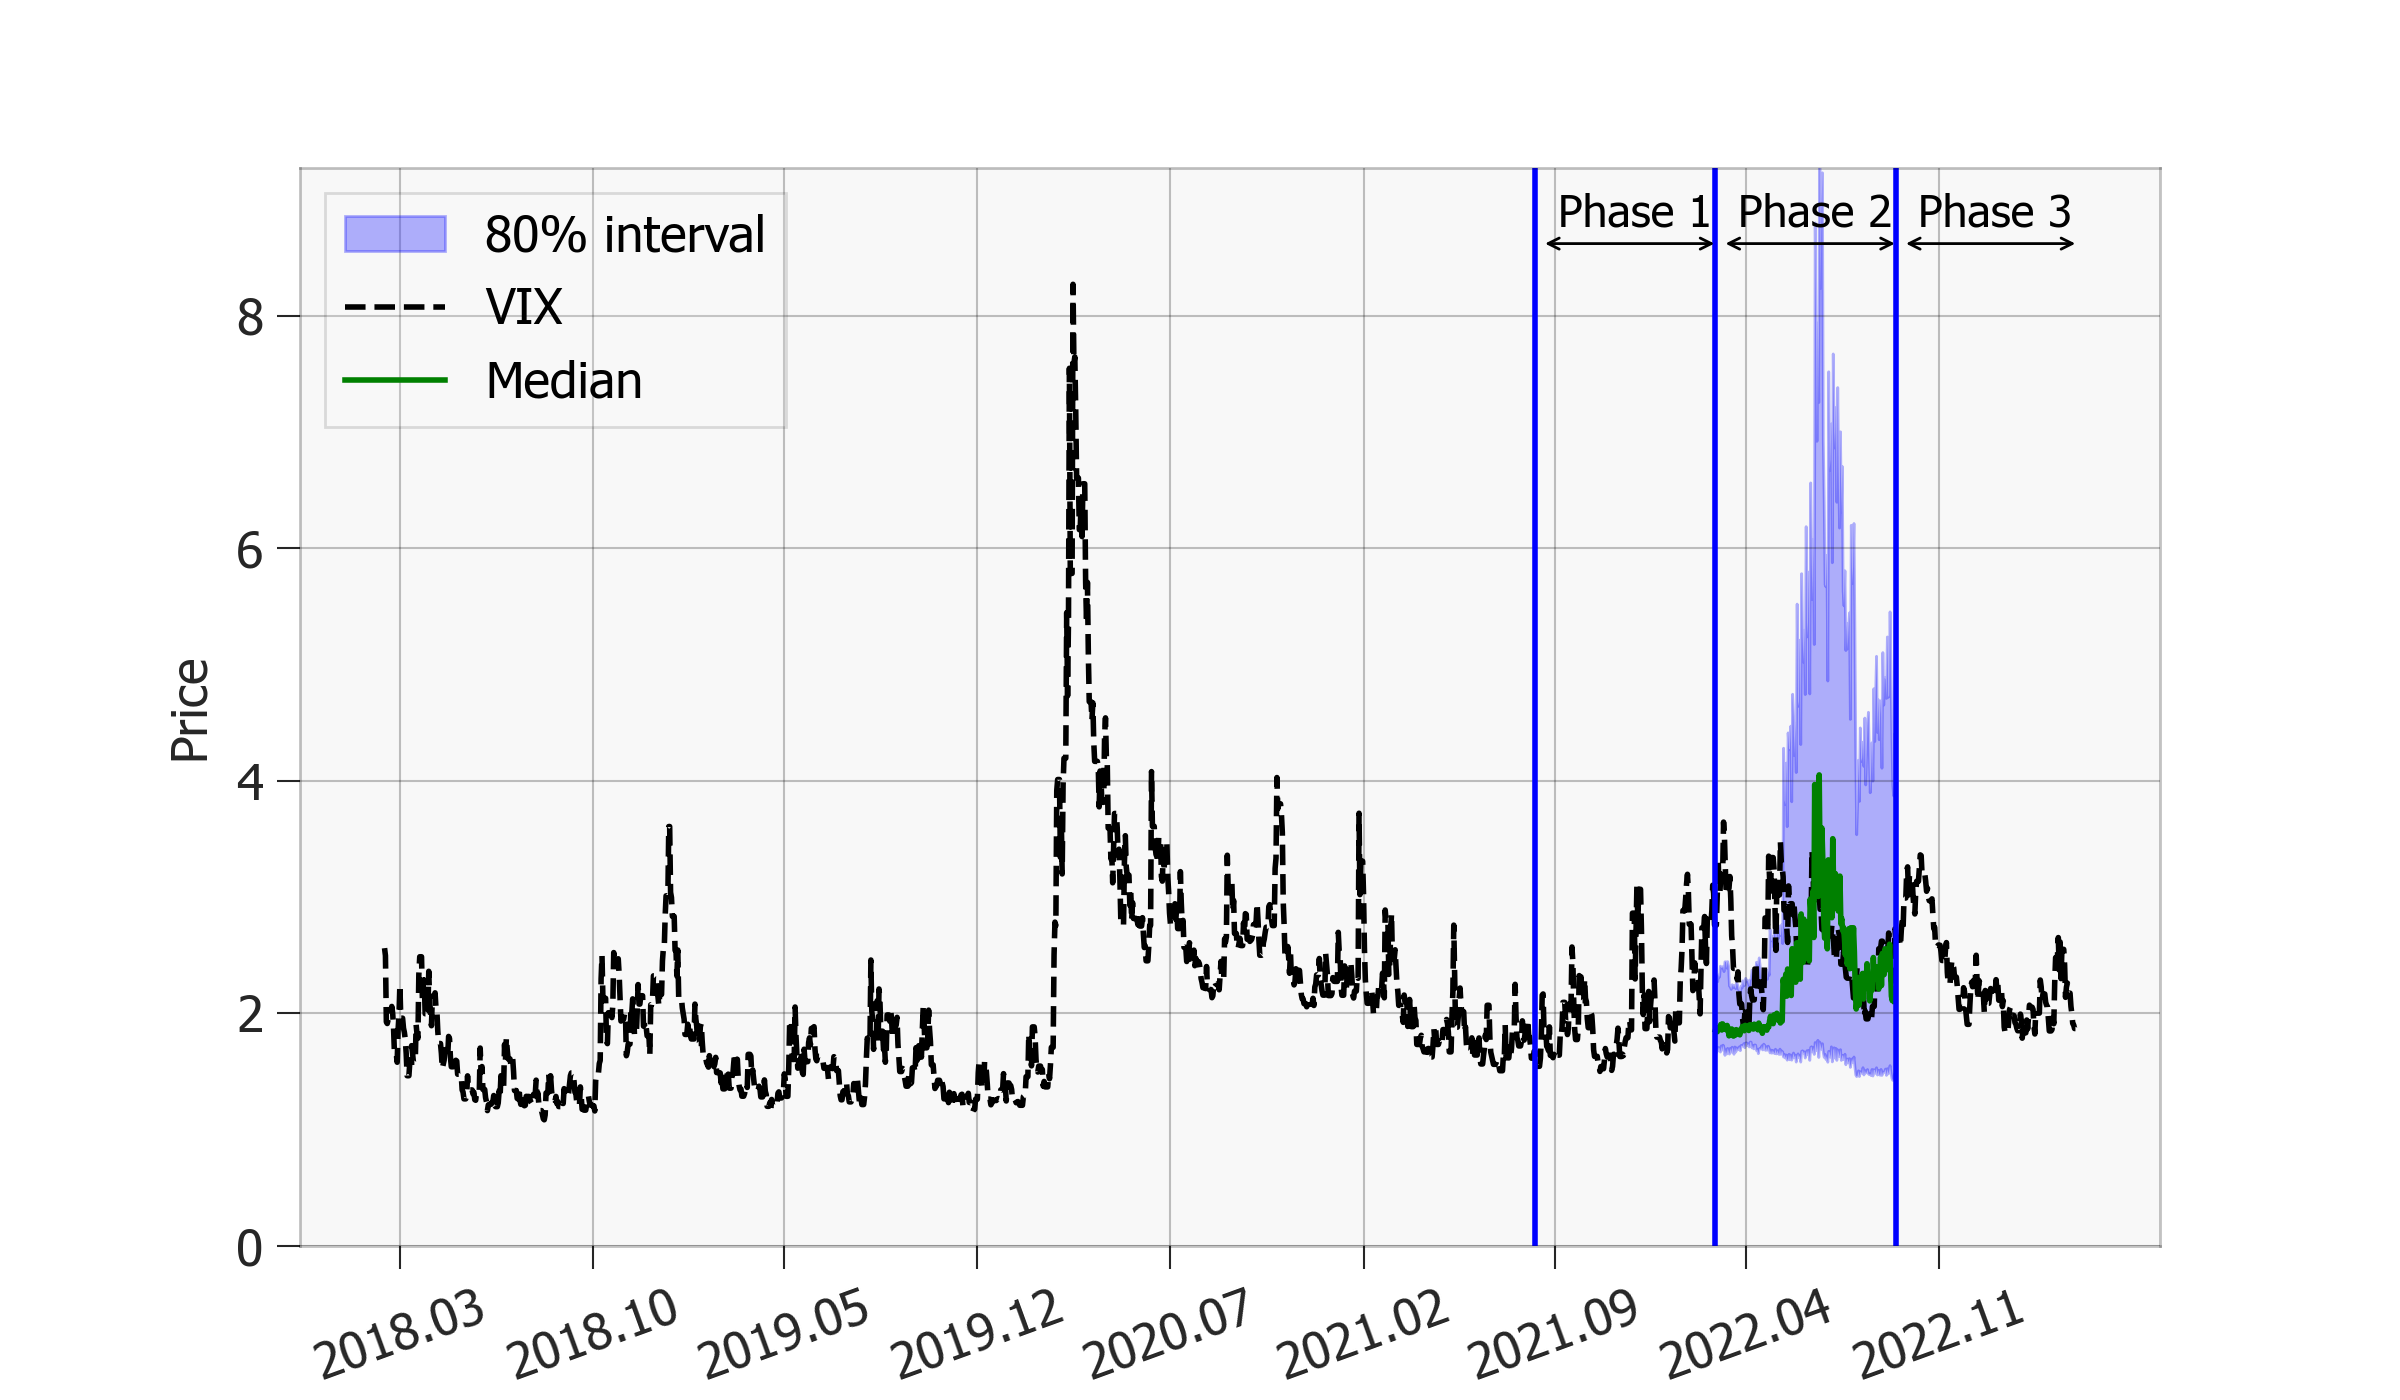 80% interval
VIX
Median
Phase 1
Phase 2
Phase 3
Price
8
6
4
2
0
2018.03
2018.10
2019.05
2019.12
2020.07
2021.02
2021.09
2022.04
2022.11